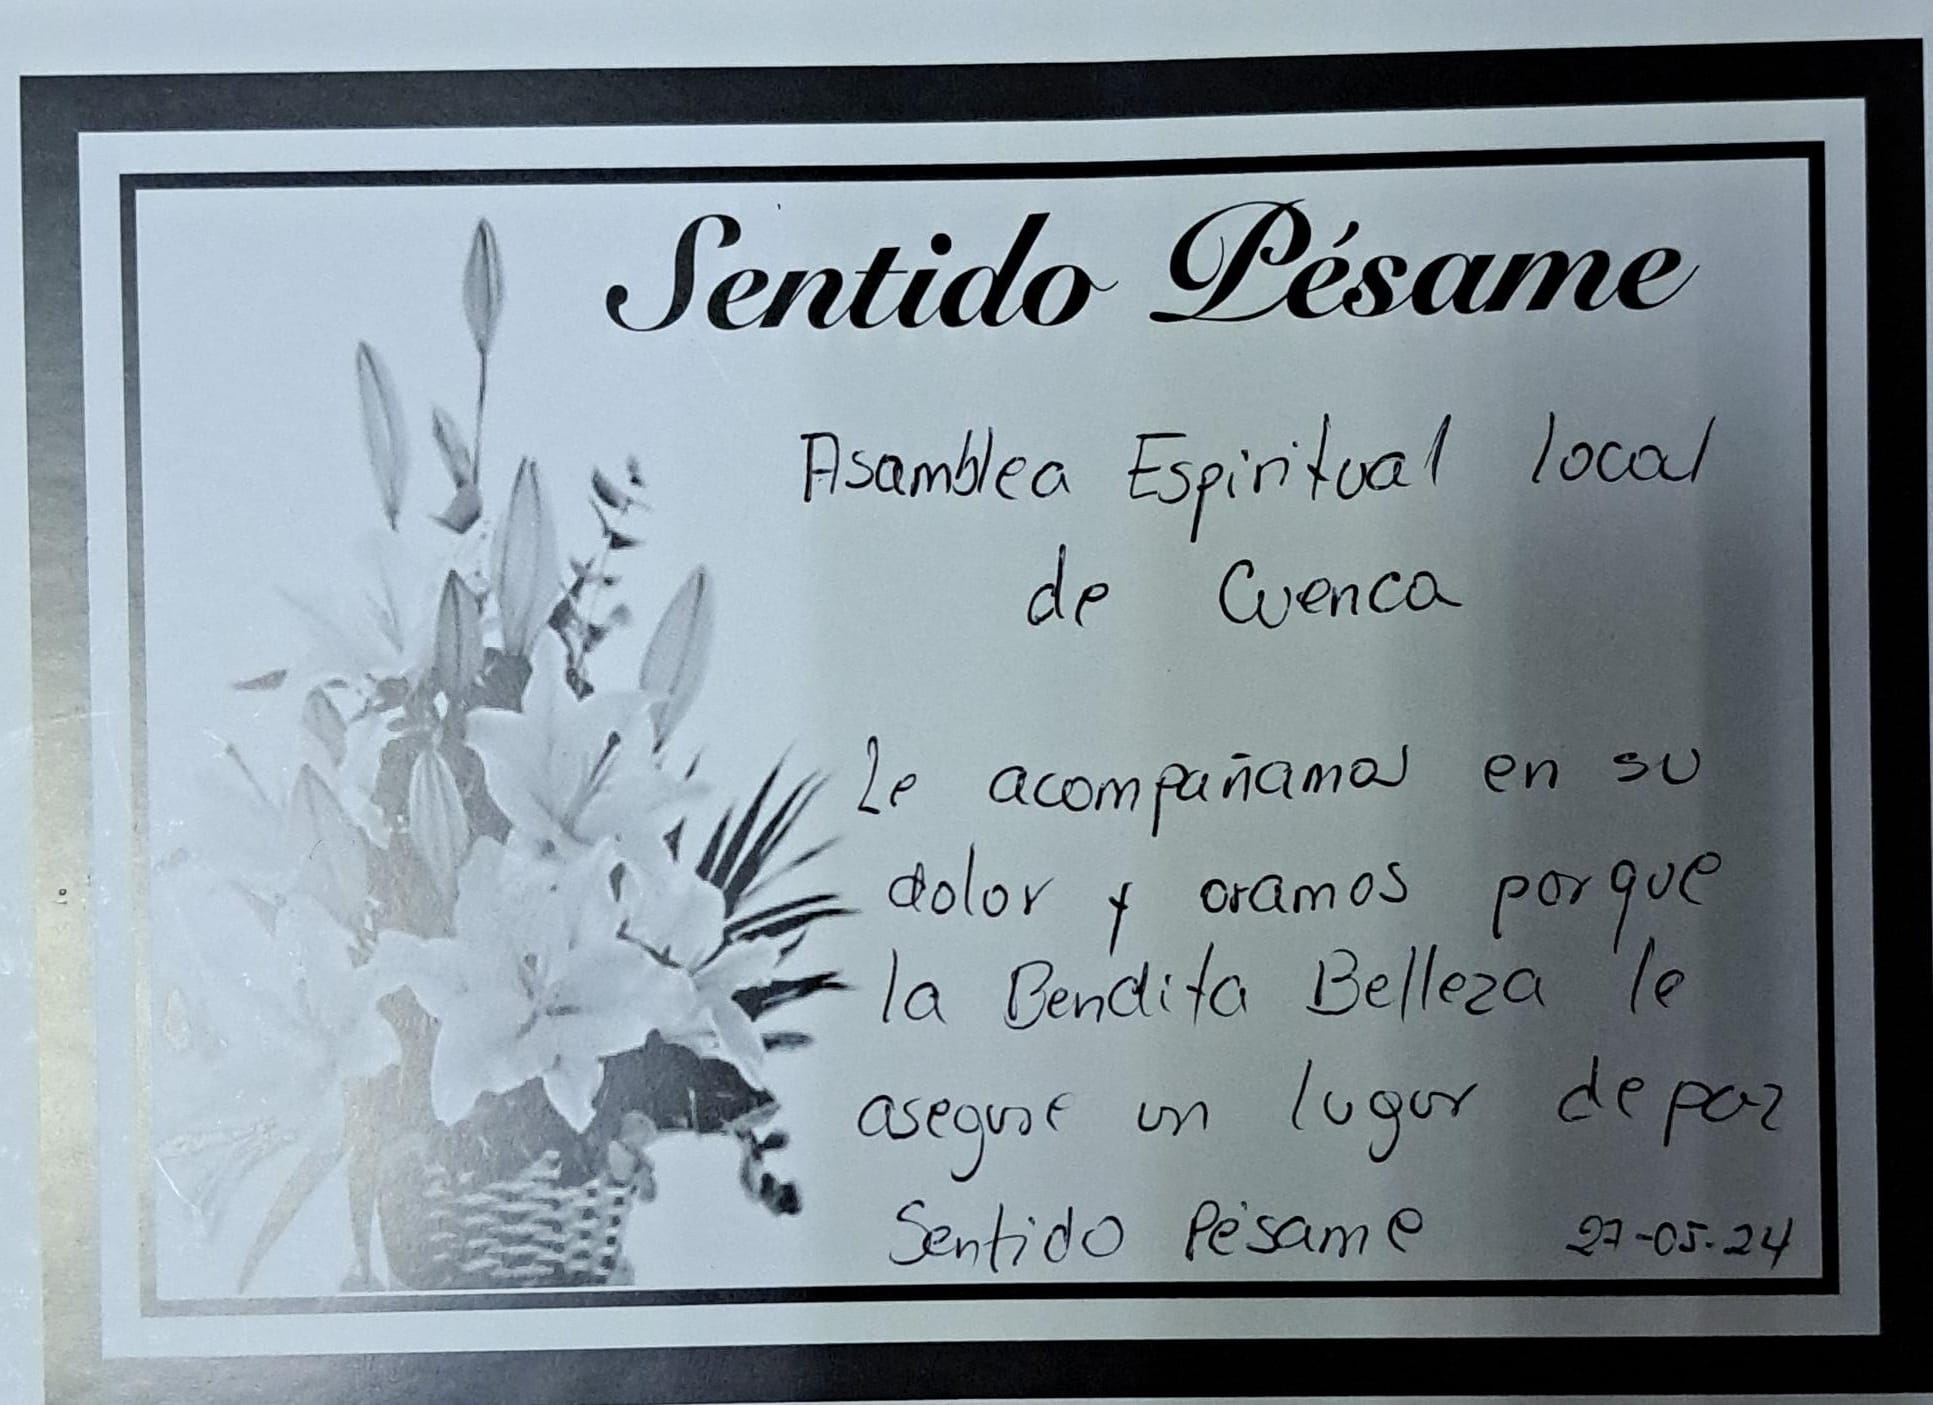 Sentido Pésame
Asamblea Espiritual local
de Cuenca
Le acompañamos en su
dolor y oramos porque
la Bendita Belleza le
asegure un lugar de paz
Sentido Pésame 27-05-24